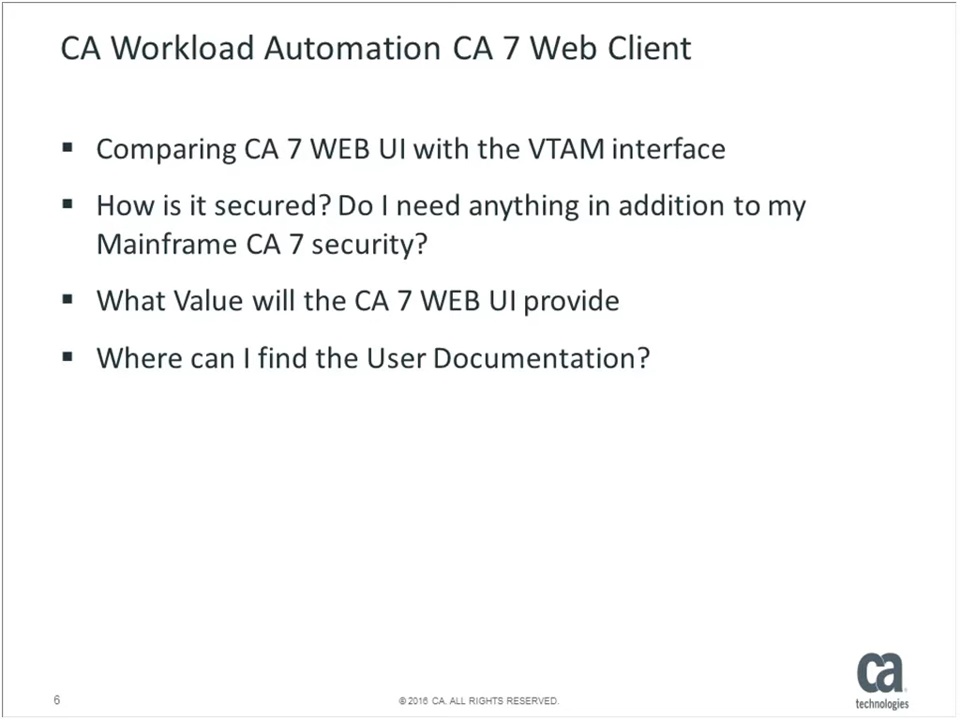 CA Workload Automation CA 7 Web Client
▪ Comparing CA 7 WEB UI with the VTAM interface
▪ How is it secured? Do I need anything in addition to my
Mainframe CA 7 security?
▪ What Value will the CA 7 WEB UI provide
▪ Where can I find the User Documentation?
6
© 2016 CA. ALL RIGHTS RESERVED.
ca
technologies